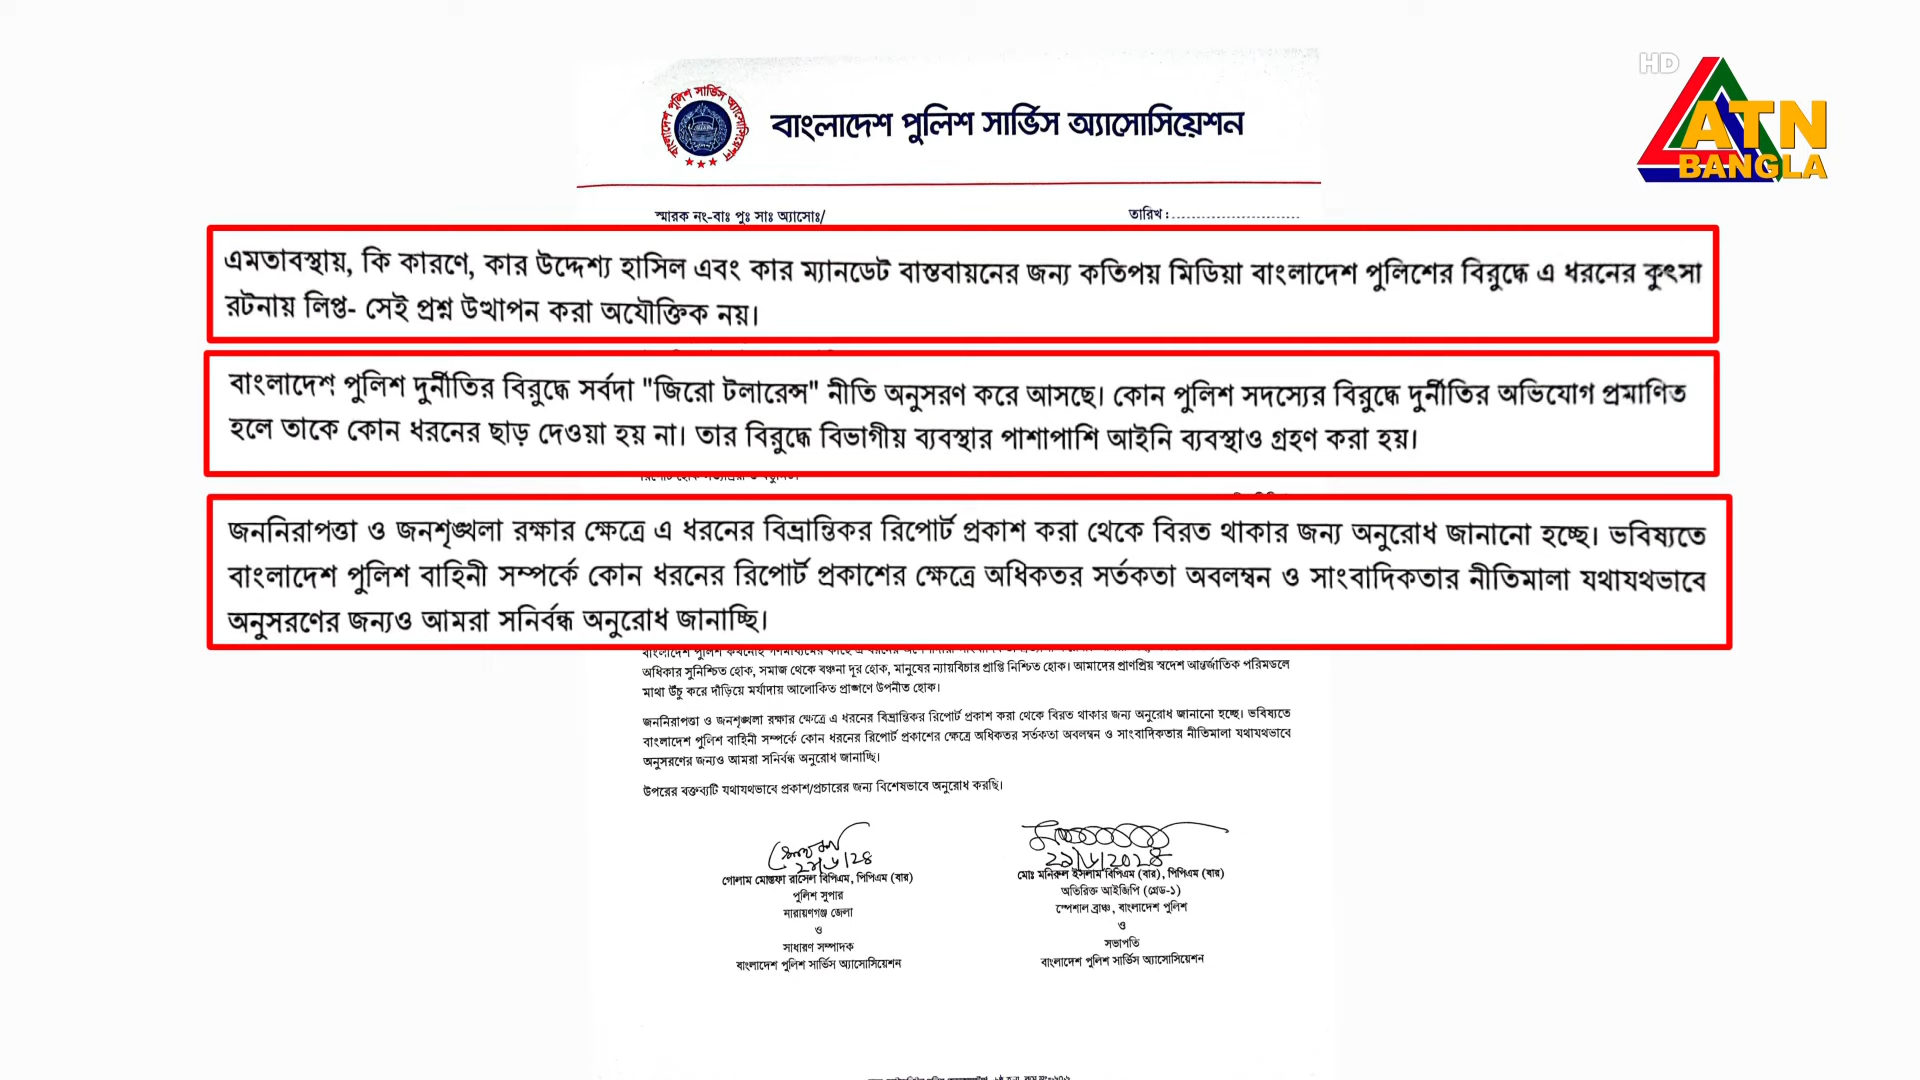 HD
ATN
BANGLA
বাংলাদেশ পুলিশ সার্ভিস অ্যাসোসিয়েশন
বাংলাদেশ পুলিশ সার্ভিস অ্যাসোসিয়েশন
স্মারক নং-বাঃ পুঃ সাঃ অ্যাসোঃ/
তারিখ :..........................
এমতাবস্থায়, কি কারণে, কার উদ্দেশ্য হাসিল এবং কার ম্যানডেট বাস্তবায়নের জন্য কতিপয় মিডিয়া বাংলাদেশ পুলিশের বিরুদ্ধে এ ধরনের কুৎসা
রটনায় লিপ্ত- সেই প্রশ্ন উত্থাপন করা অযৌক্তিক নয়।
বাংলাদেশ পুলিশ দুর্নীতির বিরুদ্ধে সর্বদা "জিরো টলারেন্স" নীতি অনুসরণ করে আসছে। কোন পুলিশ সদস্যের বিরুদ্ধে দুর্নীতির অভিযোগ প্রমাণিত
হলে তাকে কোন ধরনের ছাড় দেওয়া হয় না। তার বিরুদ্ধে বিভাগীয় ব্যবস্থার পাশাপাশি আইনি ব্যবস্থাও গ্রহণ করা হয়।
জননিরাপত্তা ও জনশৃঙ্খলা রক্ষার ক্ষেত্রে এ ধরনের বিভ্রান্তিকর রিপোর্ট প্রকাশ করা থেকে বিরত থাকার জন্য অনুরোধ জানানো হচ্ছে। ভবিষ্যতে
বাংলাদেশ পুলিশ বাহিনী সম্পর্কে কোন ধরনের রিপোর্ট প্রকাশের ক্ষেত্রে অধিকতর সর্তকতা অবলম্বন ও সাংবাদিকতার নীতিমালা যথাযথভাবে
অনুসরণের জন্যও আমরা সনির্বন্ধ অনুরোধ জানাচ্ছি।
বাংলাদেশ পুলিশ কখনোই গণমাধ্যমের কাছে এ ধরনের
অধিকার সুনিশ্চিত হোক, সমাজ থেকে বঞ্চনা দূর হোক, মানুষের ন্যায়বিচার প্রাপ্তি নিশ্চিত হোক। আমাদের প্রাণপ্রিয় স্বদেশ আন্তর্জাতিক পরিমন্ডলে
মাথা উঁচু করে দাঁড়িয়ে মর্যাদায় আলোকিত প্রাঙ্গণে উপনীত হোক।
জননিরাপত্তা ও জনশৃঙ্খলা রক্ষার ক্ষেত্রে এ ধরনের বিভ্রান্তিকর রিপোর্ট প্রকাশ করা থেকে বিরত থাকার জন্য অনুরোধ জানানো হচ্ছে। ভবিষ্যতে
বাংলাদেশ পুলিশ বাহিনী সম্পর্কে কোন ধরনের রিপোর্ট প্রকাশের ক্ষেত্রে অধিকতর সর্তকতা অবলম্বন ও সাংবাদিকতার নীতিমালা যথাযথভাবে
অনুসরণের জন্যও আমরা সনির্বন্ধ অনুরোধ জানাচ্ছি।
উপরের বক্তব্যটি যথাযথভাবে প্রকাশ/প্রচারের জন্য বিশেষভাবে অনুরোধ করছি।
গোলাম মোস্তফা রাসেল বিপিএম, পিপিএম (বার)
পুলিশ সুপার
নারায়ণগঞ্জ জেলা
ও
সাধারণ সম্পাদক
বাংলাদেশ পুলিশ সার্ভিস অ্যাসোসিয়েশন
মোঃ মনিরুল ইসলাম বিপিএম (বার), পিপিএম (বার)
অতিরিক্ত আইজিপি (গ্রেড-১)
স্পেশাল ব্রাঞ্চ, বাংলাদেশ পুলিশ
ও
সভাপতি
বাংলাদেশ পুলিশ সার্ভিস অ্যাসোসিয়েশন